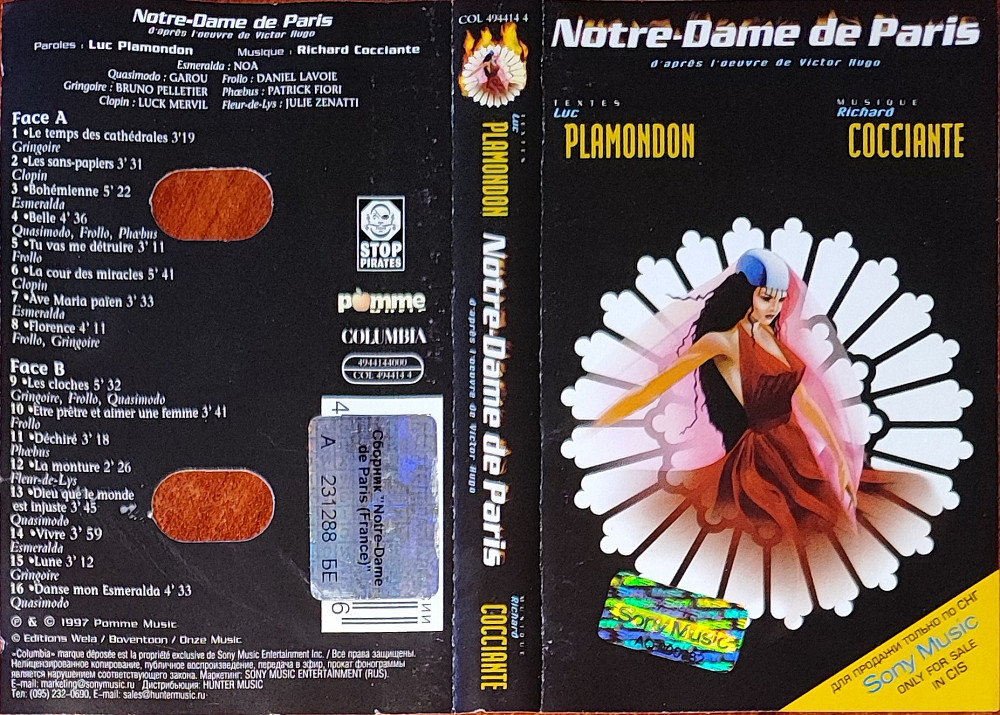 Notre-Dame de Paris
d'après l'oeuvre de Victor Hugo
Paroles : Luc Plamondon Musique : Richard Cocciante
Esmeralda : NOA
Quasimodo : GAROU Frollo : DANIEL LAVOIE
Gringoire : BRUNO PELLETIER Phœbus : PATRICK FIORI
Clopin : LUCK MERVIL Fleur-de-Lys : JULIE ZENATTI
Face A
1 •Le temps des cathédrales 3'19
Gringoire
2 •Les sans-papiers 3' 31
Clopin
3 •Bohémienne 5' 22
Esmeralda
4 •Belle 4' 36
Quasimodo, Frollo, Phœbus
5 •Tu vas me détruire 3' 11
Frollo
6 •La cour des miracles 5' 41
Clopin
7 •Ave Maria païen 3' 33
Esmeralda
8 •Florence 4' 11
Frollo, Gringoire
Face B
9 •Les cloches 5' 32
Gringoire, Frollo, Quasimodo
10 •Etre prêtre et aimer une femme 3' 41
Frollo
11 •Déchiré 3' 18
Phœbus
12 •La monture 2' 26
Fleur-de-Lys
13 •Dieu que le monde
est injuste 3' 45
Quasimodo
14 •Vivre 3' 59
Esmeralda
15 •Lune 3' 12
Gringoire
16 •Danse mon Esmeralda 4' 33
Quasimodo
℗ & © 1997 Pomme Music
© Editions Wela / Boventoon / Onze Music
«Columbia» marque déposée est la propriété exclusive de Sony Music Entertainment Inc. / Все права защищены.
Нелицензированное копирование, публичное воспроизведение, передача в эфир, прокат фонограммы
является нарушением соответствующего закона. Маркетинг: SONY MUSIC ENTERTAINMENT (RUS).
E-mail: marketing@sonymusic.ru Дистрибьюция: HUNTER MUSIC
Тел: (095) 232-0690, E-mail: sales@huntermusic.ru
STOP
PIRATES
pomme
COLUMBIA
4944144000
COL 494414 4
4
6
Сборник "Notre-Dame
de Paris (France)
А 231288 БЕ
COL 494414 4
TEXTES
Luc
PLAMONDON
Notre-Dame de Paris
d'après l'oeuvre de Victor Hugo
MUSIQUE
Richard
COCCIANTE
Notre-Dame de Paris
d'après l'oeuvre de Victor Hugo
TEXTES
Luc
PLAMONDON
MUSIQUE
Richard
COCCIANTE
Sony Music
ДЛЯ ПРОДАЖИ ТОЛЬКО ПО СНГ
Sony Music
ONLY FOR SALE
IN CIS